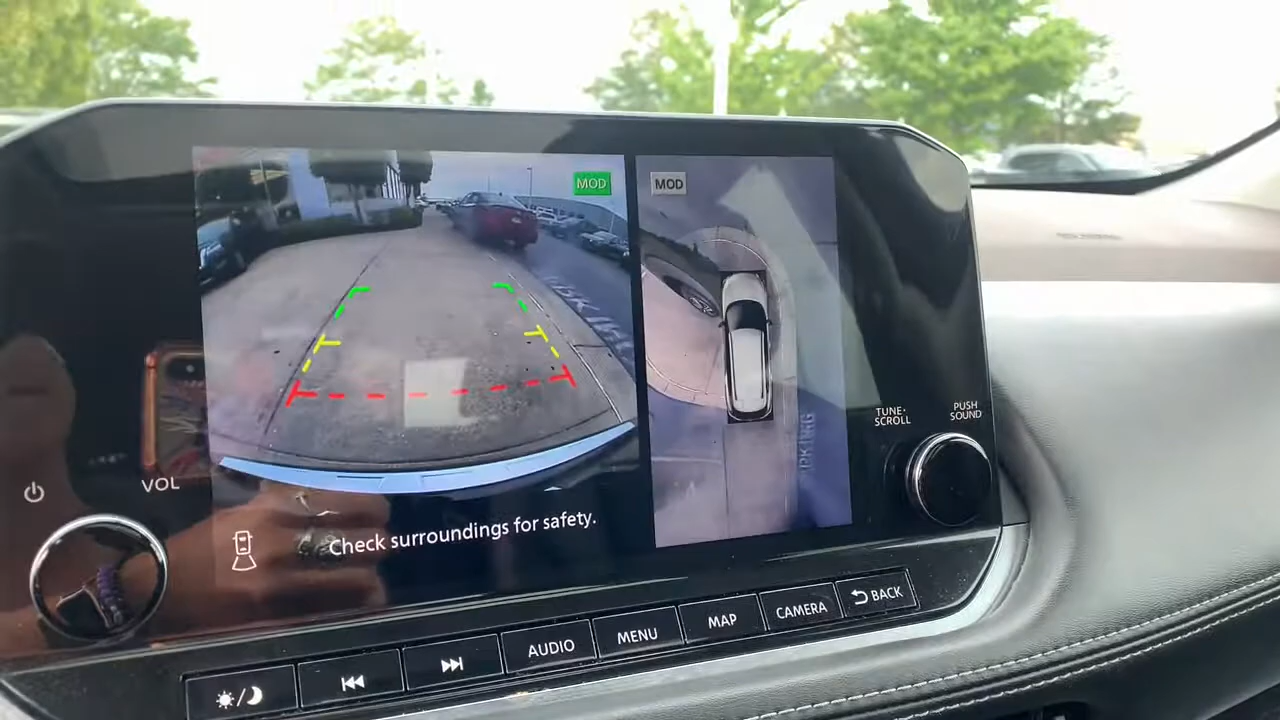 MOD
MOD
TUNE·
SCROLL
PUSH
SOUND
VOL
Check surroundings for safety.
AUDIO
MENU
MAP
CAMERA
BACK